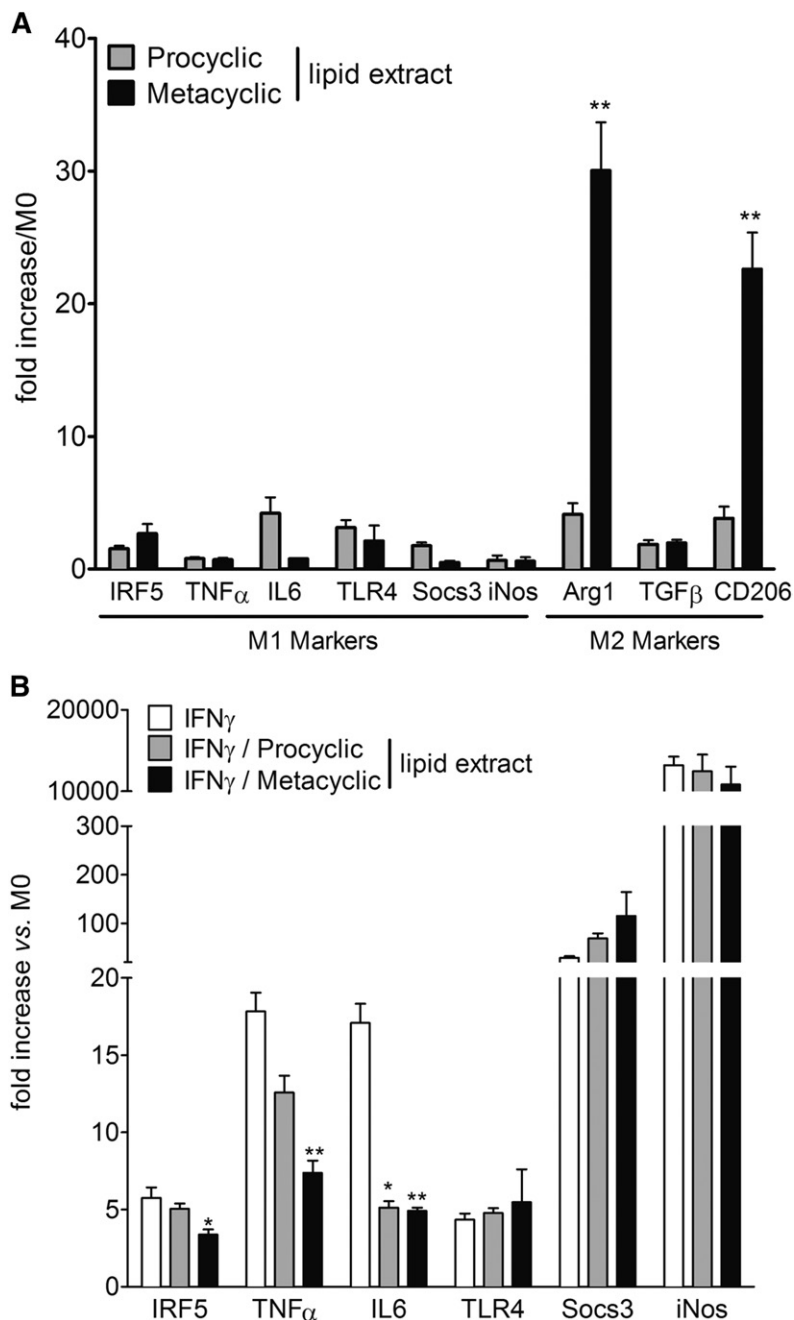 A
40
30
20
10
0
fold increase/M0
Procyclic
Metacyclic
lipid extract
**
**
IRF5 TNFα IL6 TLR4 Socs3 iNos Arg1 TGFβ CD206
M1 Markers M2 Markers
B
20000
10000
300
200
100
20
15
10
5
0
fold increase vs. M0
IFNγ
IFNγ / Procyclic
IFNγ / Metacyclic
lipid extract
*
**
*
**
IRF5 TNFα IL6 TLR4 Socs3 iNos